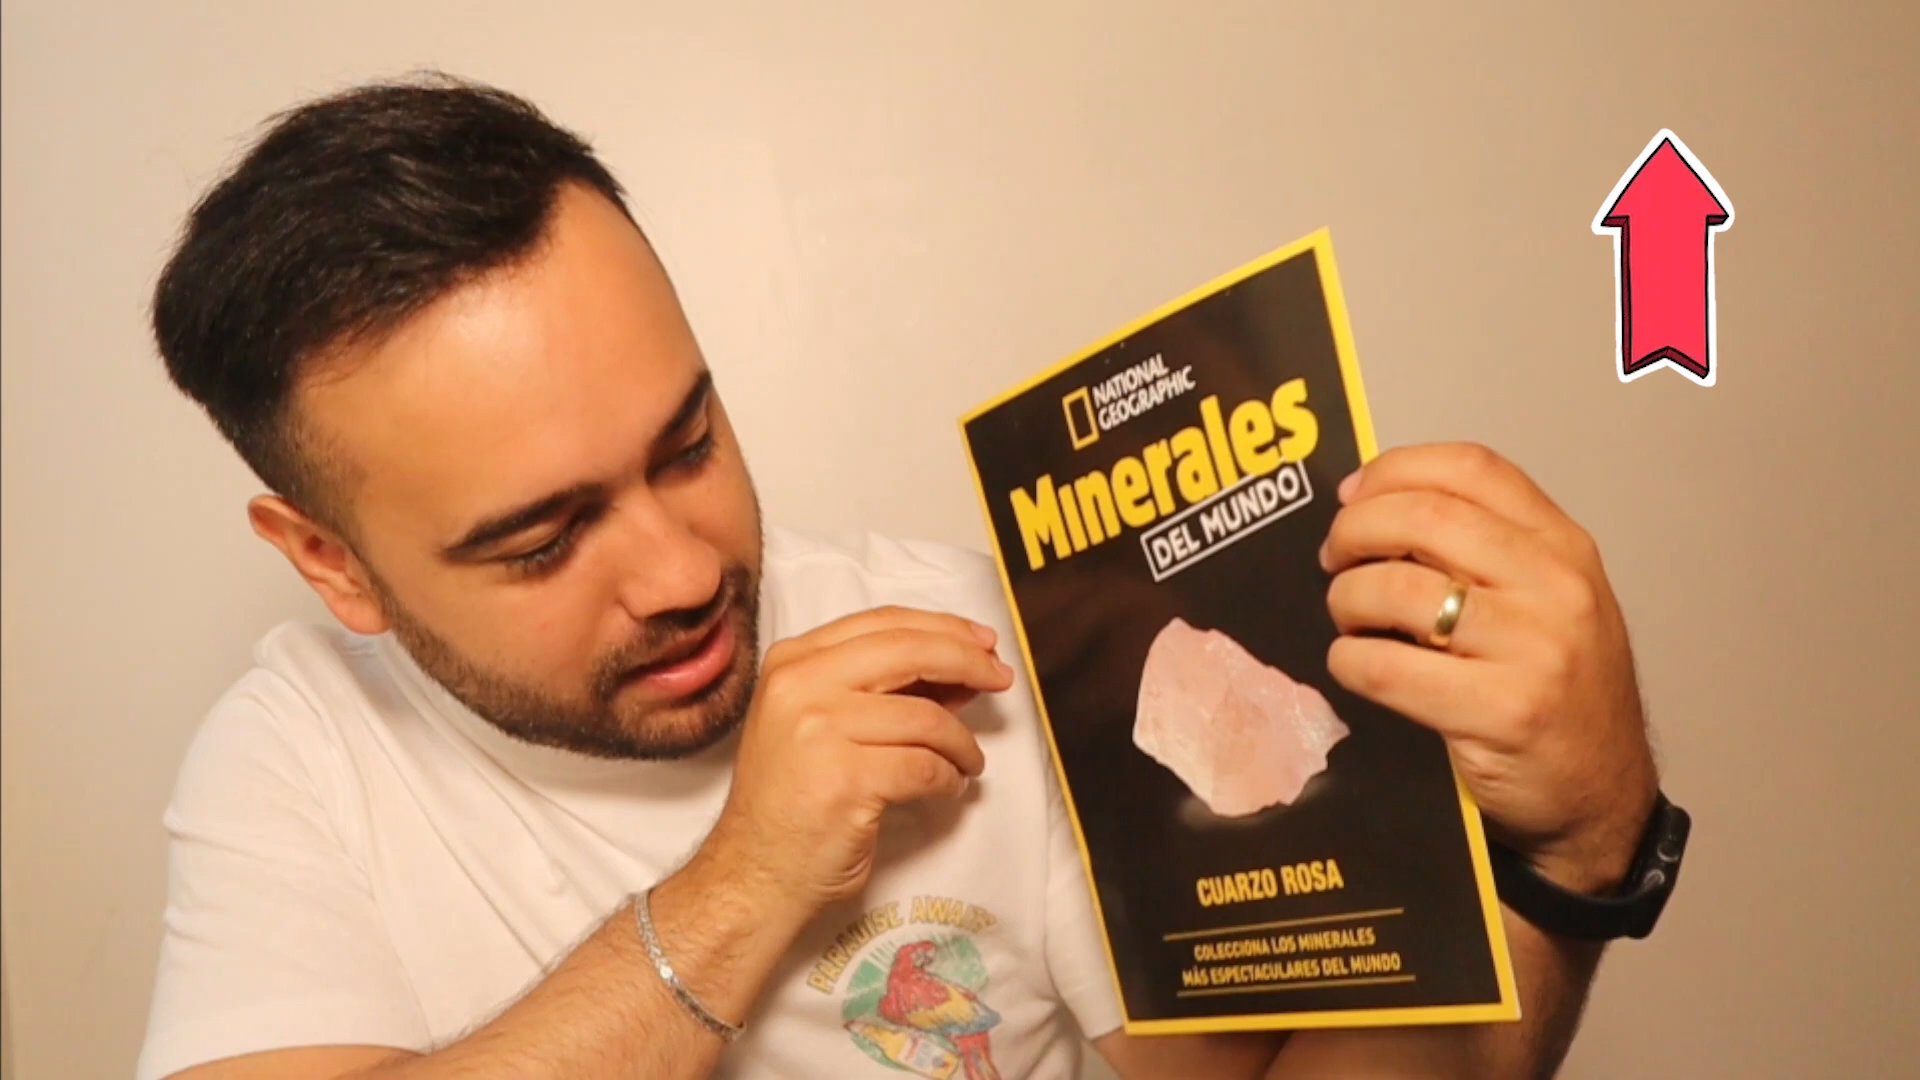 NATIONAL
GEOGRAPHIC
Minerales
DEL MUNDO
CUARZO ROSA
COLECCIONA LOS MINERALES
MÁS ESPECTACULARES DEL MUNDO
PARADISE AWAITS